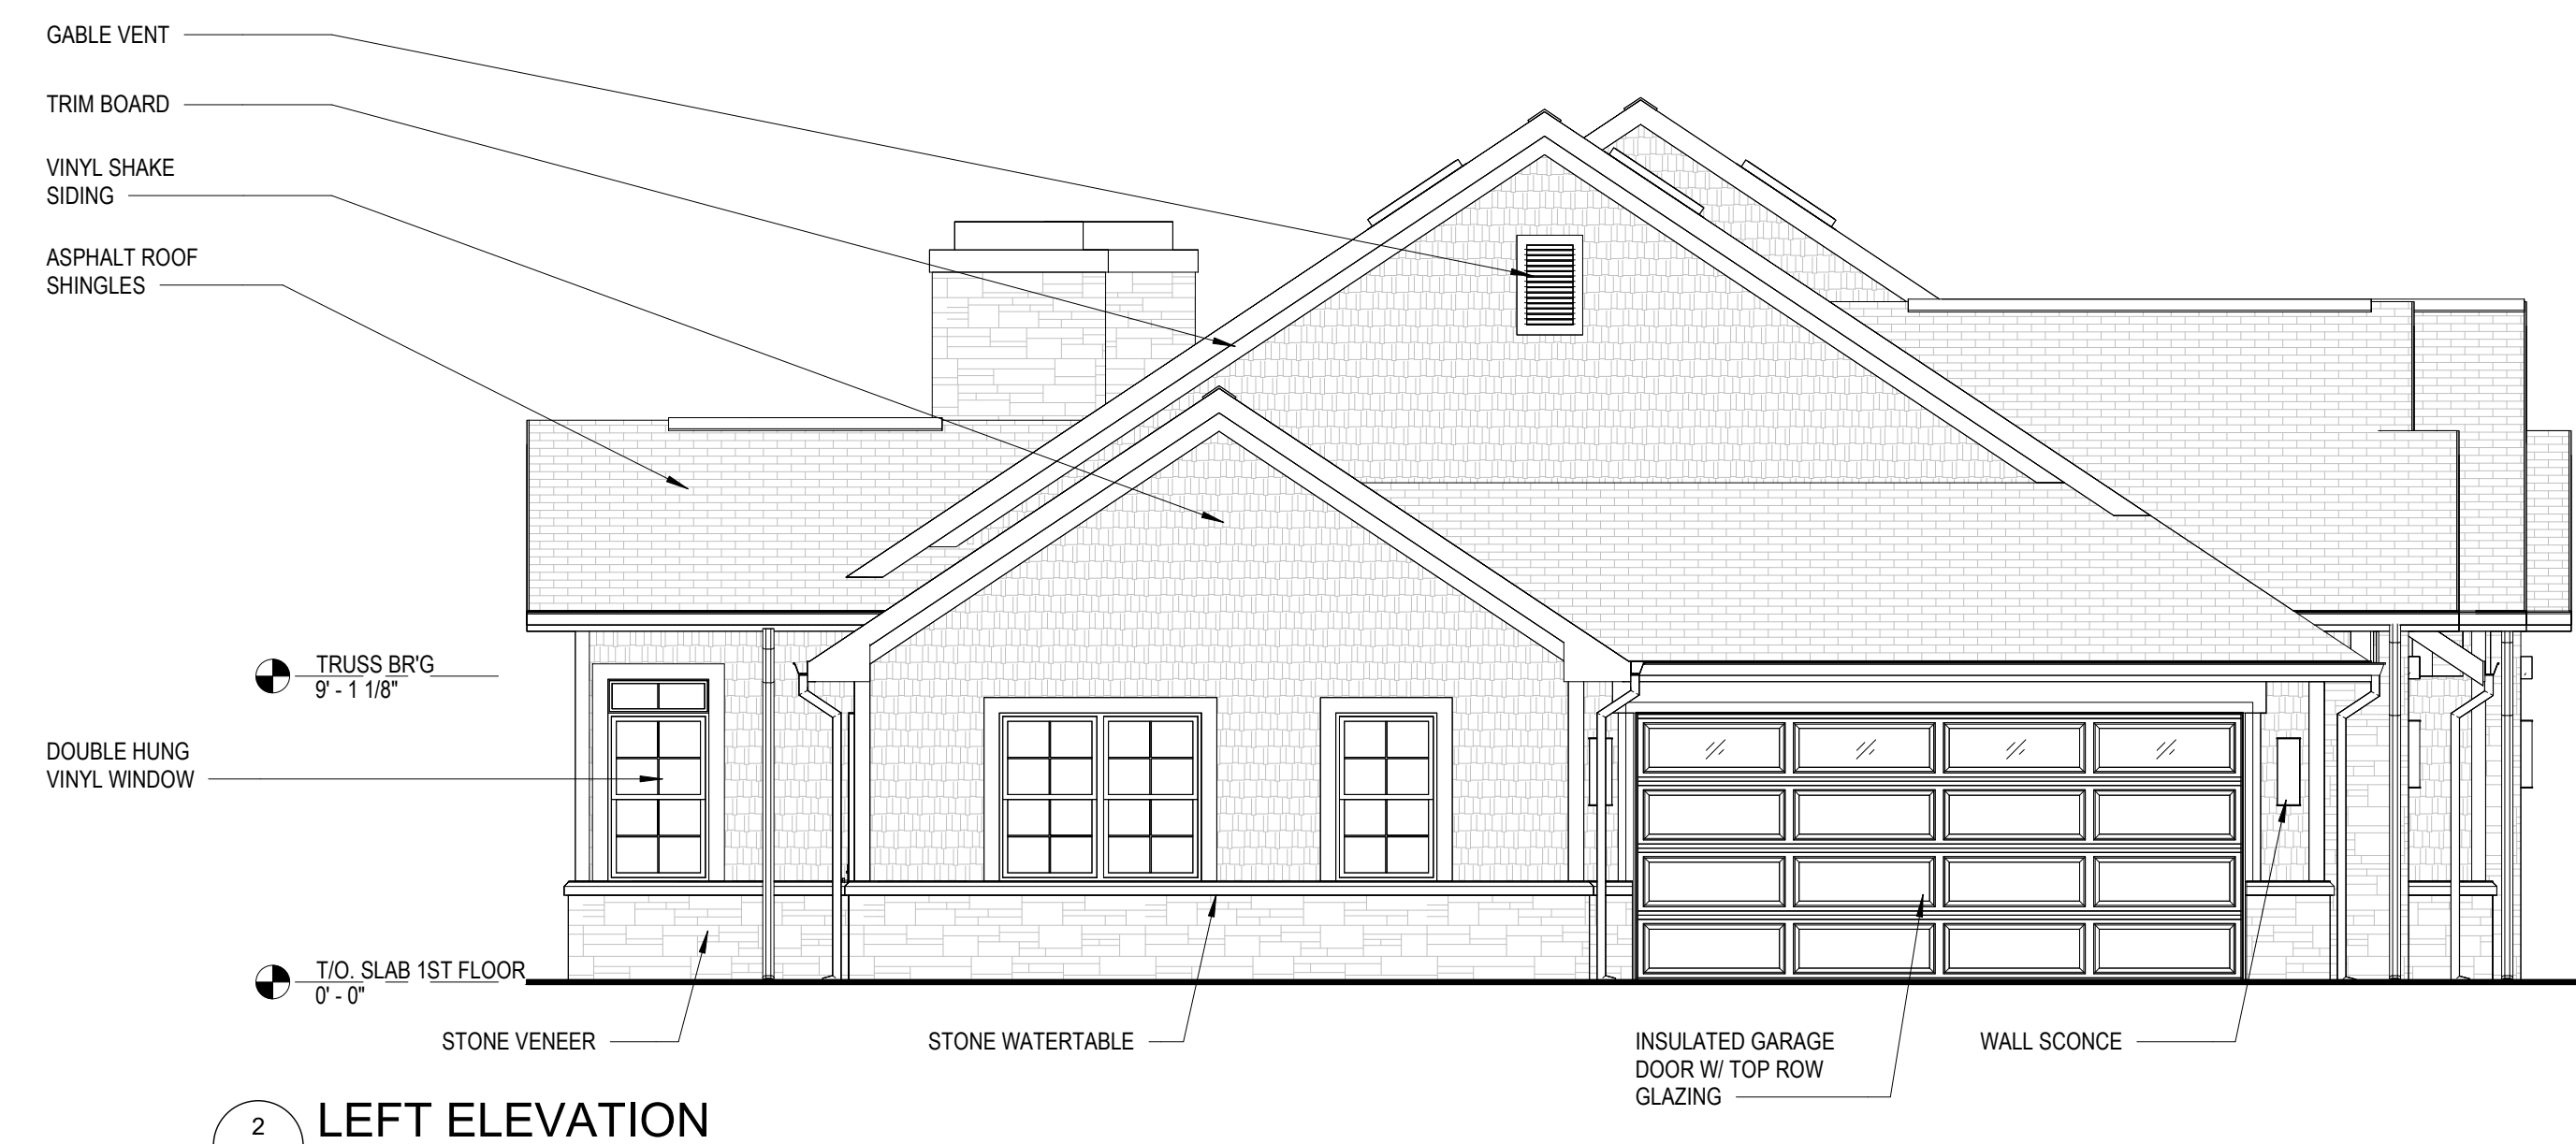 GABLE VENT
TRIM BOARD
VINYL SHAKE
SIDING
ASPHALT ROOF
SHINGLES
TRUSS BR'G
9' - 1 1/8"
DOUBLE HUNG
VINYL WINDOW
T/O. SLAB 1ST FLOOR
0' - 0"
STONE VENEER
STONE WATERTABLE
INSULATED GARAGE
DOOR W/ TOP ROW
GLAZING
WALL SCONCE
2
LEFT ELEVATION